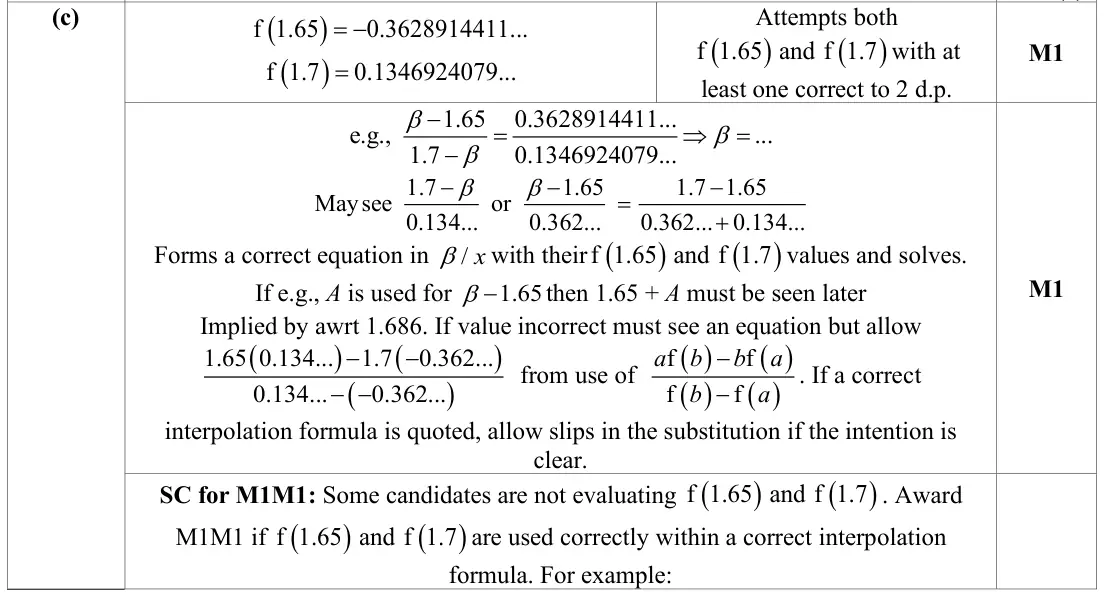 (c)
f (1.65) = −0.3628914411...
f (1.7) = 0.1346924079...
Attempts both
f (1.65) and f (1.7) with at
least one correct to 2 d.p.
M1
e.g., (β − 1.65)/(1.7 − β) = 0.3628914411.../0.1346924079... ⇒ β = ...
May see (1.7 − β)/0.134... or (β − 1.65)/0.362... = (1.7 − 1.65)/(0.362... + 0.134...)
Forms a correct equation in β / x with their f (1.65) and f (1.7) values and solves.
If e.g., A is used for β − 1.65 then 1.65 + A must be seen later
Implied by awrt 1.686. If value incorrect must see an equation but allow
(1.65(0.134...) − 1.7(−0.362...))/(0.134... − (−0.362...)) from use of (af (b) − bf (a))/(f (b) − f (a)). If a correct
interpolation formula is quoted, allow slips in the substitution if the intention is
clear.
M1
SC for M1M1: Some candidates are not evaluating f (1.65) and f (1.7). Award
M1M1 if f (1.65) and f (1.7) are used correctly within a correct interpolation
formula. For example: